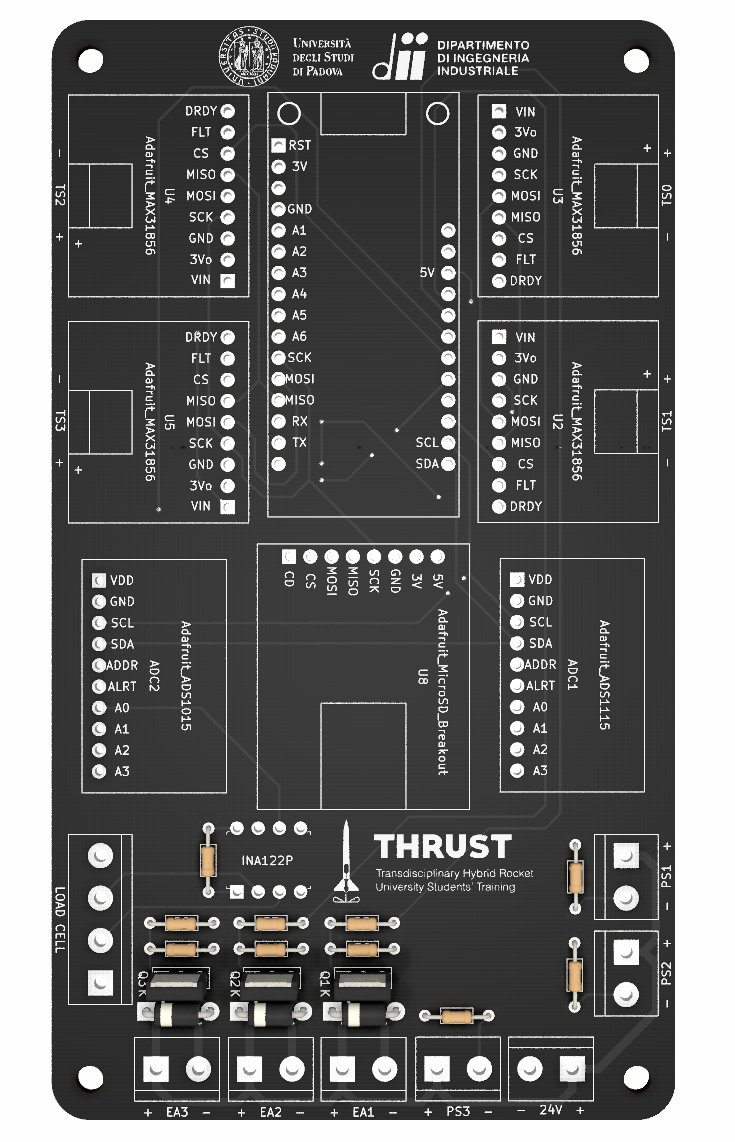 UNIVERSITÀ
DEGLI STUDI
DI PADOVA
dii
DIPARTIMENTO
DI INGEGNERIA
INDUSTRIALE
DRDY
FLT
CS
MISO
MOSI
SCK
GND
3Vo
VIN
Adafruit_MAX31856
U4
- TS2 +
+
RST
3V
GND
A1
A2
A3
A4
A5
A6
SCK
MOSI
MISO
RX
TX
5V
SCL
SDA
VIN
3Vo
GND
SCK
MOSI
MISO
CS
FLT
DRDY
U3
Adafruit_MAX31856
+
+ TS0 -
DRDY
FLT
CS
MISO
MOSI
SCK
GND
3Vo
VIN
Adafruit_MAX31856
U5
- TS3 +
+
VIN
3Vo
GND
SCK
MOSI
MISO
CS
FLT
DRDY
U2
Adafruit_MAX31856
+
+ TS1 -
VDD
GND
SCL
SDA
ADDR
ALRT
A0
A1
A2
A3
ADC2
Adafruit_ADS1015
CD
CS
MOSI
MISO
SCK
GND
3V
5V
U8
Adafruit_MicroSD_Breakout
VDD
GND
SCL
SDA
ADDR
ALRT
A0
A1
A2
A3
ADC1
Adafruit_ADS1115
LOAD CELL
INA122P
THRUST
Transdisciplinary Hybrid Rocket
University Students' Training
+ PS1 -
+ PS2 -
Q3
K
Q2
K
Q1
K
+ EA3 -
+ EA2 -
+ EA1 -
+ PS3 -
- 24V +